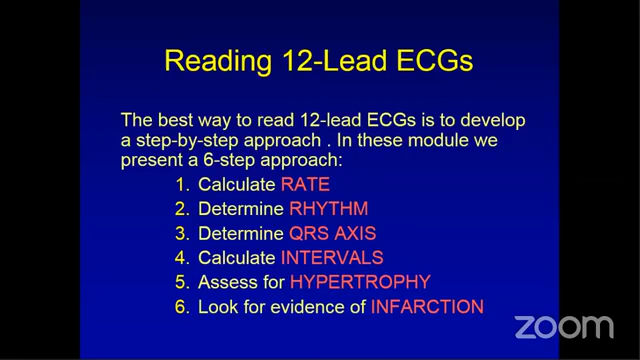 Reading 12-Lead ECGs
The best way to read 12-lead ECGs is to develop
a step-by-step approach . In these module we
present a 6-step approach:
1. Calculate RATE
2. Determine RHYTHM
3. Determine QRS AXIS
4. Calculate INTERVALS
5. Assess for HYPERTROPHY
6. Look for evidence of INFARCTION
zoom